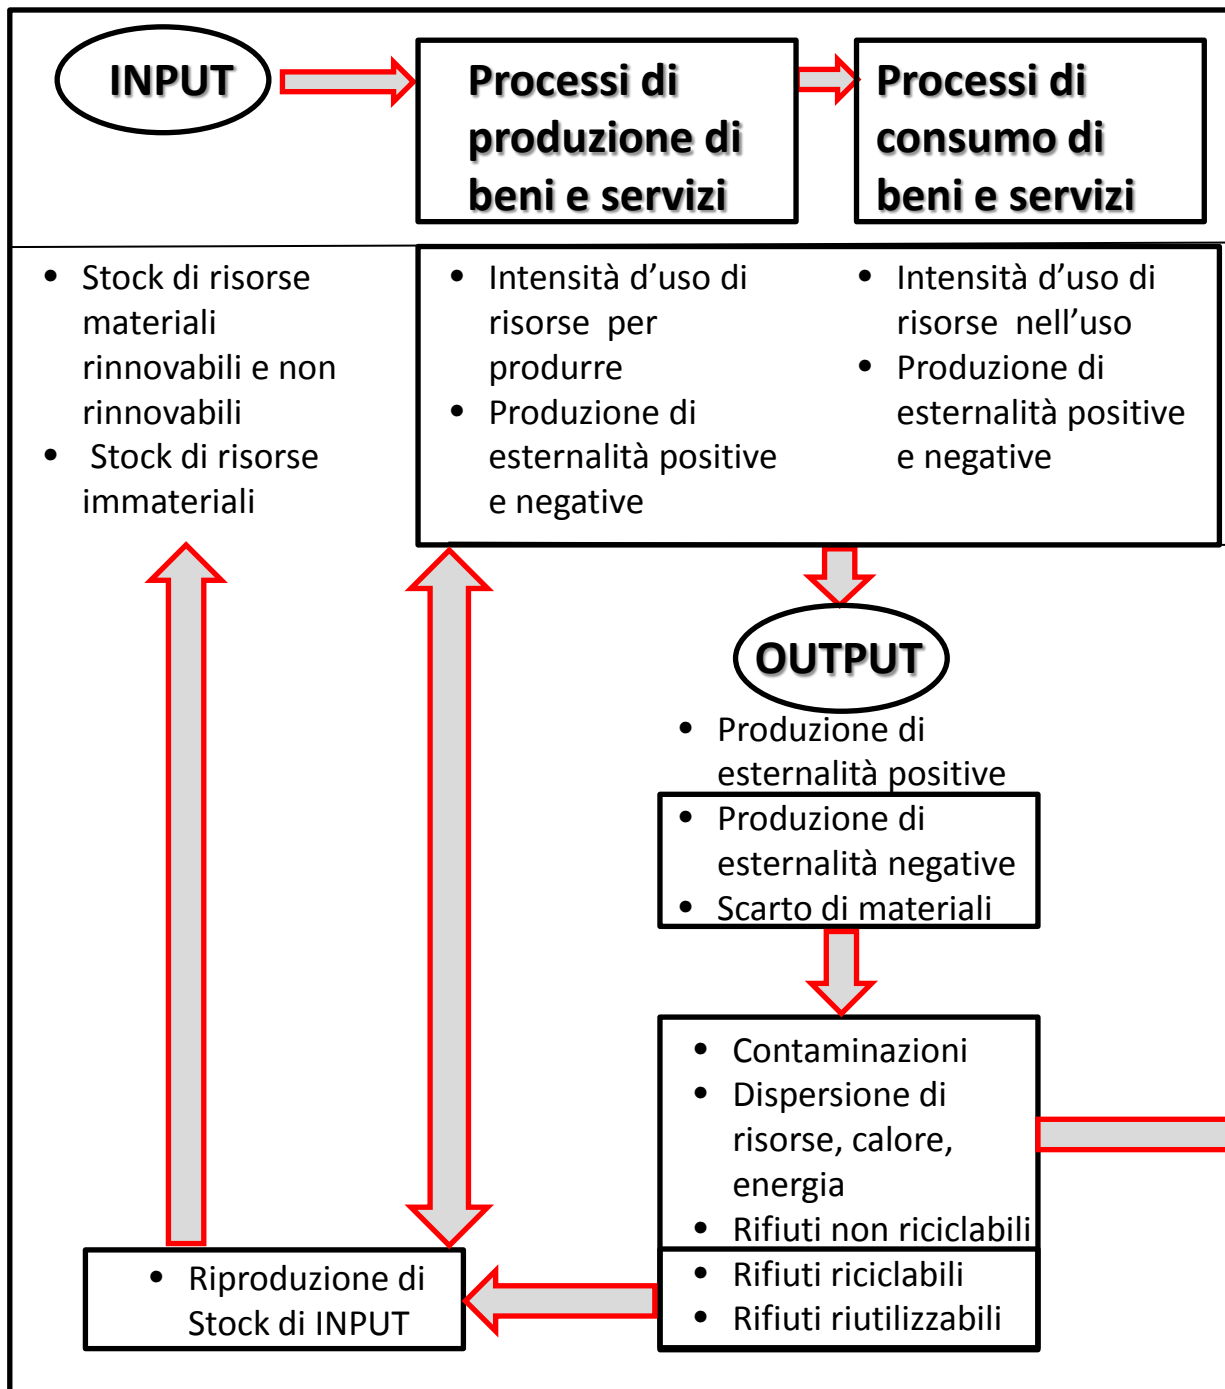 INPUT
Processi di
produzione di
beni e servizi
Processi di
consumo di
beni e servizi
• Stock di risorse
materiali
rinnovabili e non
rinnovabili
• Stock di risorse
immateriali
• Intensità d’uso di
risorse per
produrre
• Produzione di
esternalità positive
e negative
• Intensità d’uso di
risorse nell’uso
• Produzione di
esternalità positive
e negative
OUTPUT
• Produzione di
esternalità positive
• Produzione di
esternalità negative
• Scarto di materiali
• Contaminazioni
• Dispersione di
risorse, calore,
energia
• Rifiuti non riciclabili
• Rifiuti riciclabili
• Rifiuti riutilizzabili
• Riproduzione di
Stock di INPUT